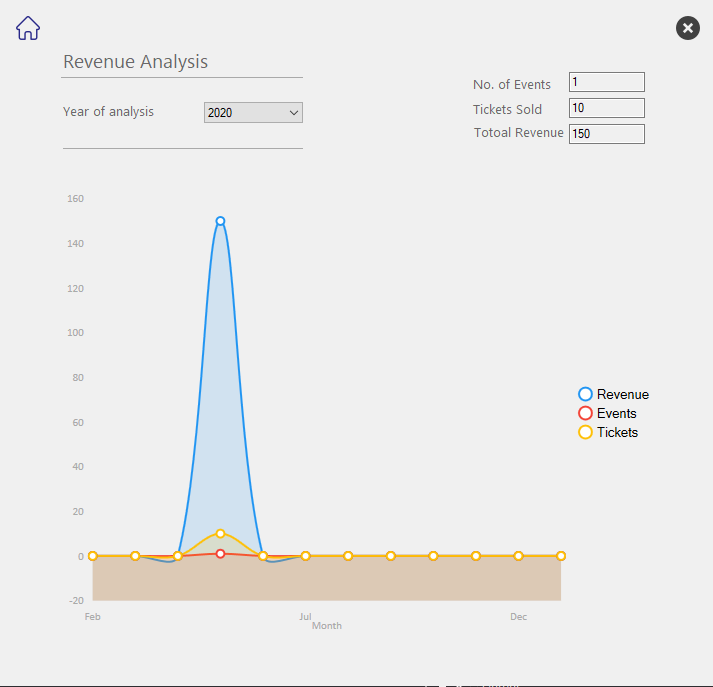 Revenue Analysis
Year of analysis
2020
No. of Events
1
Tickets Sold
10
Totoal Revenue
150
160
140
120
100
80
60
40
20
0
-20
Feb
Jul
Dec
Month
Revenue
Events
Tickets